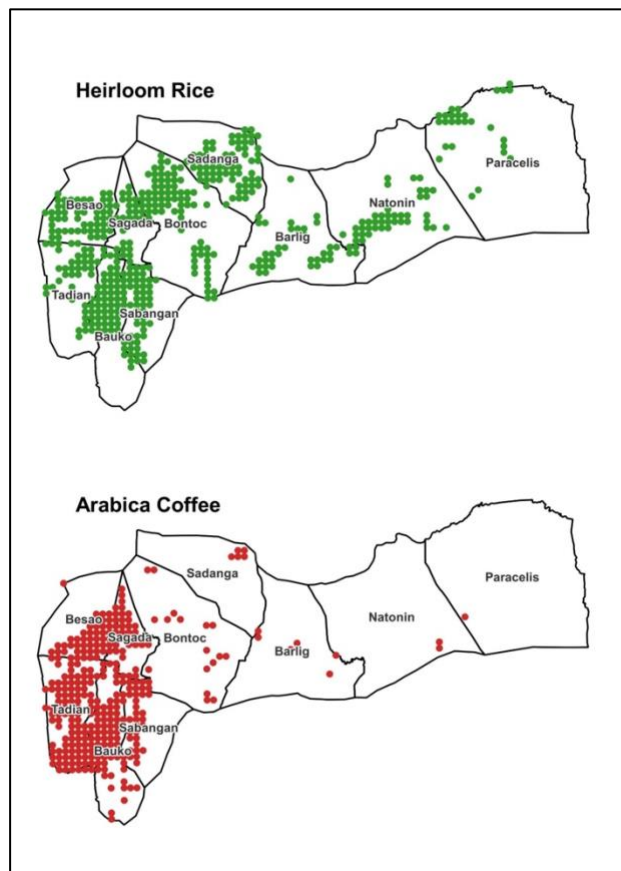 Heirloom Rice
Sadanga
Paracelis
Besao
Natonin
Sagada
Bontoc
Barlig
Tadian
Sabangan
Bauko
Arabica Coffee
Sadanga
Paracelis
Besao
Natonin
Sagada
Bontoc
Barlig
Tadian
Sabangan
Bauko